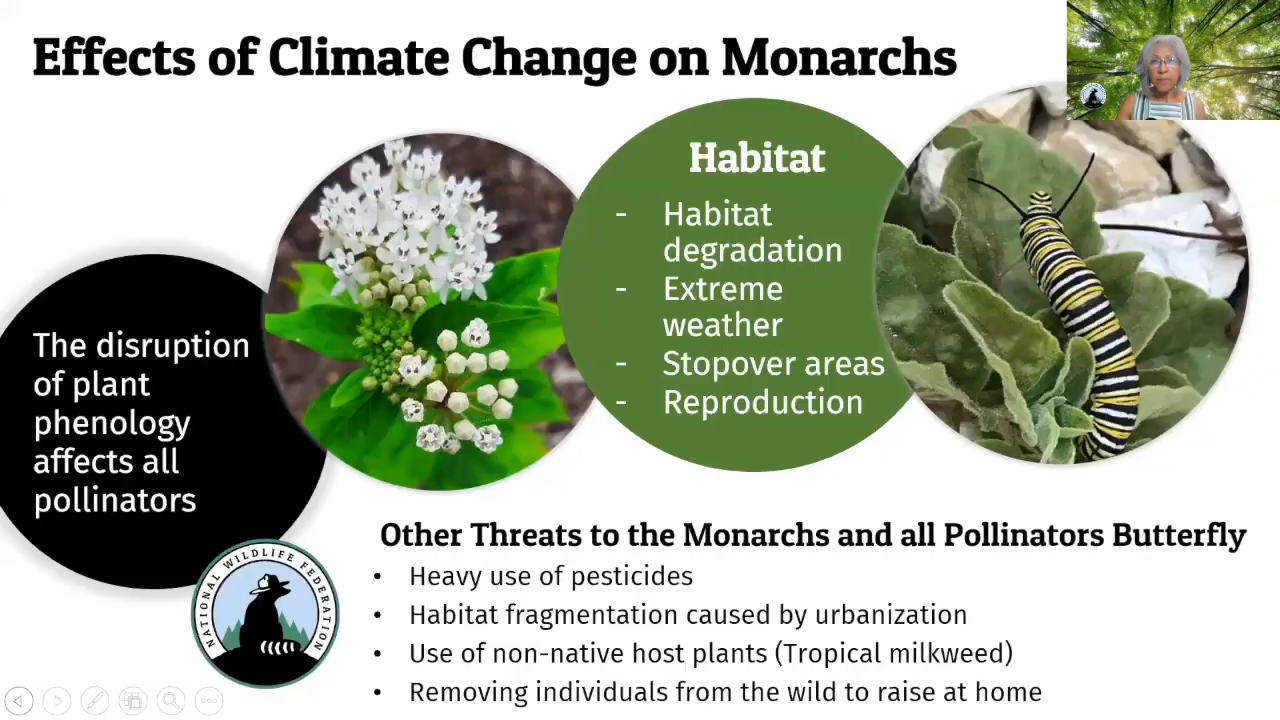 Effects of Climate Change on Monarchs
The disruption
of plant
phenology
affects all
pollinators
Habitat
- Habitat
degradation
- Extreme
weather
- Stopover areas
- Reproduction
NATIONAL WILDLIFE FEDERATION
Other Threats to the Monarchs and all Pollinators Butterfly
• Heavy use of pesticides
• Habitat fragmentation caused by urbanization
• Use of non-native host plants (Tropical milkweed)
• Removing individuals from the wild to raise at home